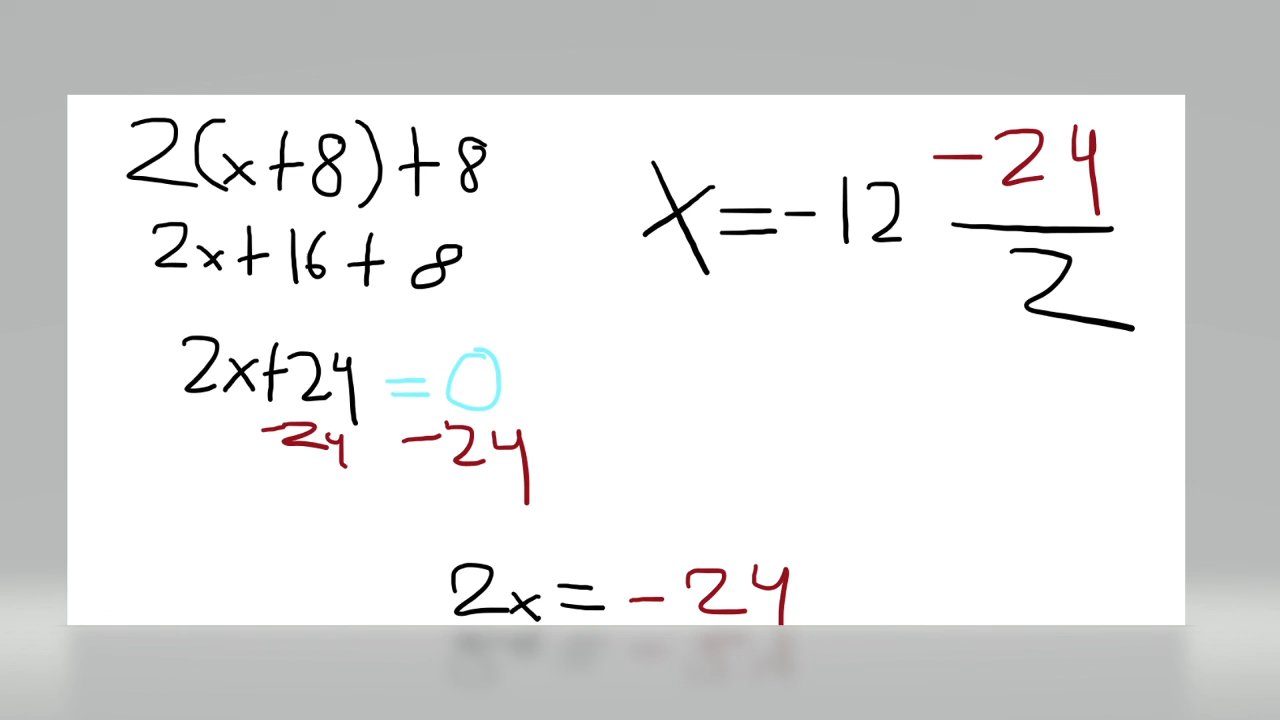 2(x+8)+8
2x+16+8
2x+24 = 0
-24 -24
2x = -24
x = -12 -24/2